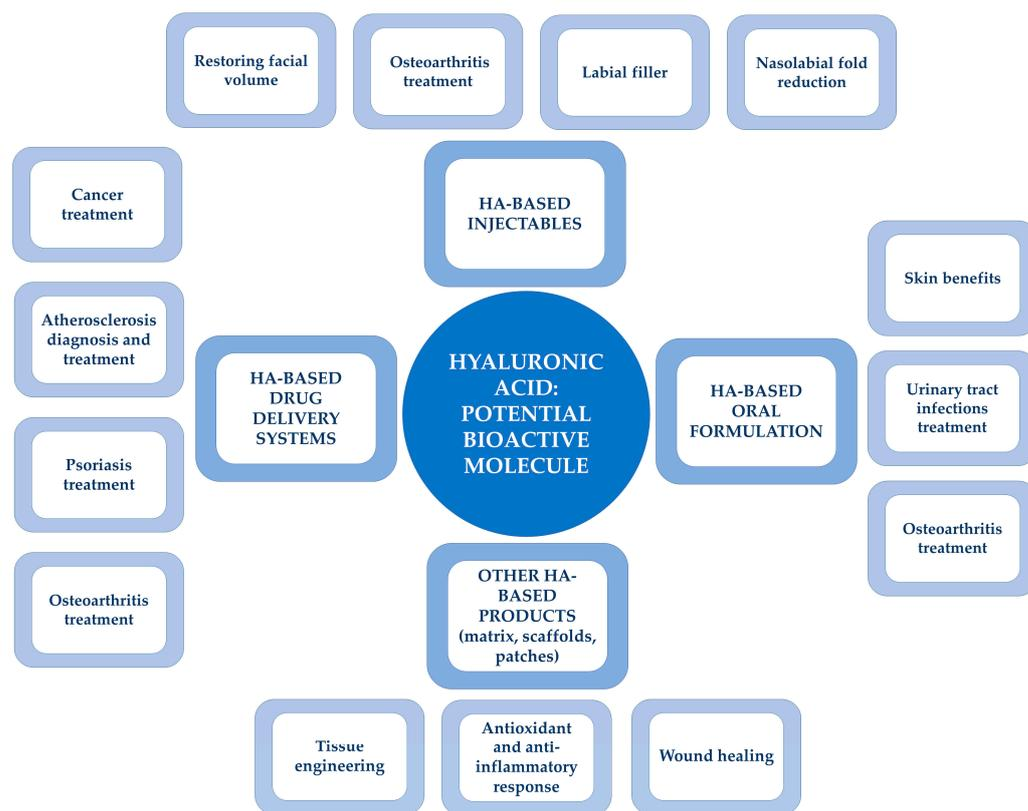 Restoring facial
volume
Osteoarthritis
treatment
Labial filler
Nasolabial fold
reduction
HA-BASED
INJECTABLES
Cancer
treatment
Atherosclerosis
diagnosis and
treatment
Psoriasis
treatment
Osteoarthritis
treatment
HA-BASED
DRUG
DELIVERY
SYSTEMS
HYALURONIC
ACID:
POTENTIAL
BIOACTIVE
MOLECULE
HA-BASED
ORAL
FORMULATION
Skin benefits
Urinary tract
infections
treatment
Osteoarthritis
treatment
OTHER HA-
BASED
PRODUCTS
(matrix, scaffolds,
patches)
Tissue
engineering
Antioxidant
and anti-
inflammatory
response
Wound healing